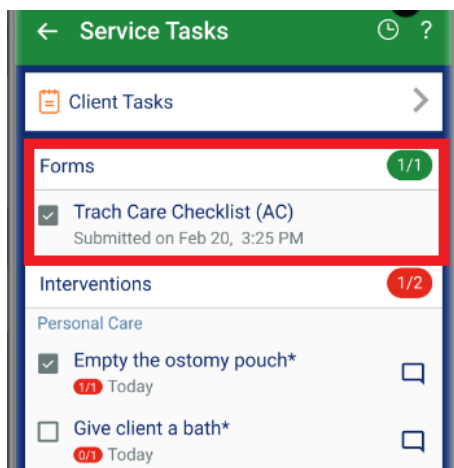 Service Tasks ?
Client Tasks
Forms 1/1
Trach Care Checklist (AC)
Submitted on Feb 20, 3:25 PM
Interventions 1/2
Personal Care
Empty the ostomy pouch*
1/1 Today
Give client a bath*
0/1 Today